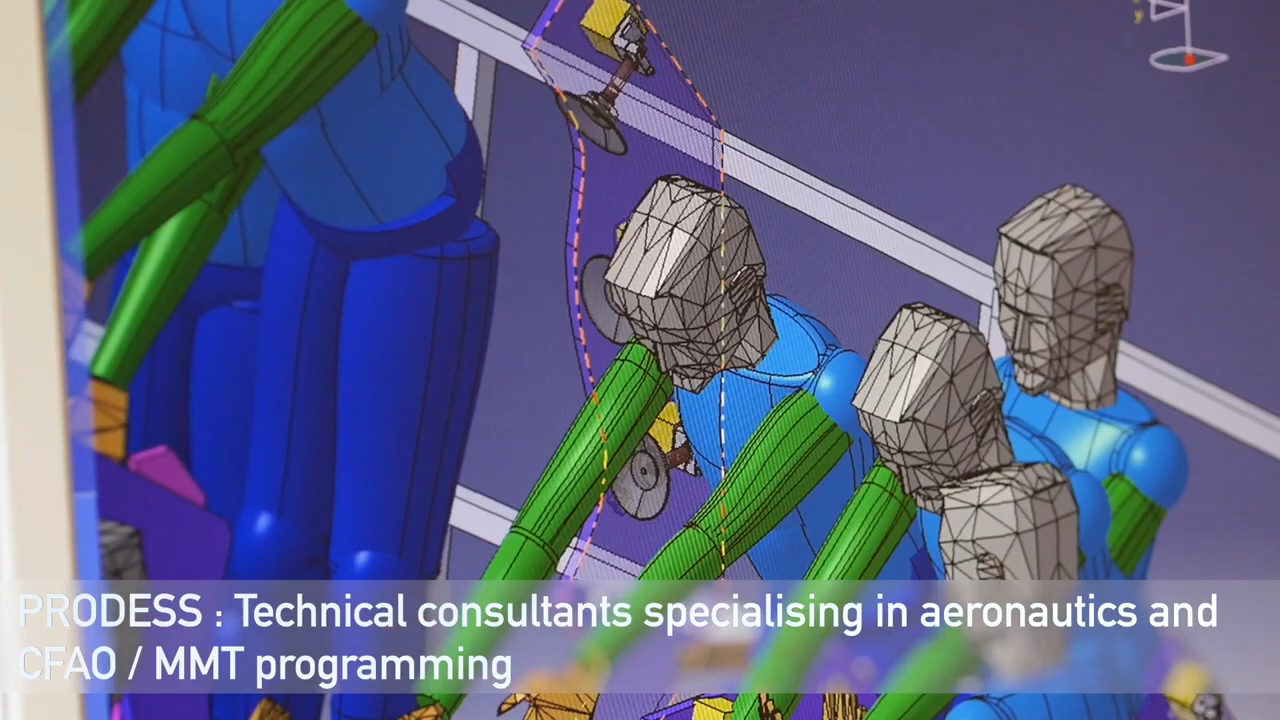 y
PRODESS : Technical consultants specialising in aeronautics and
CFAO / MMT programming